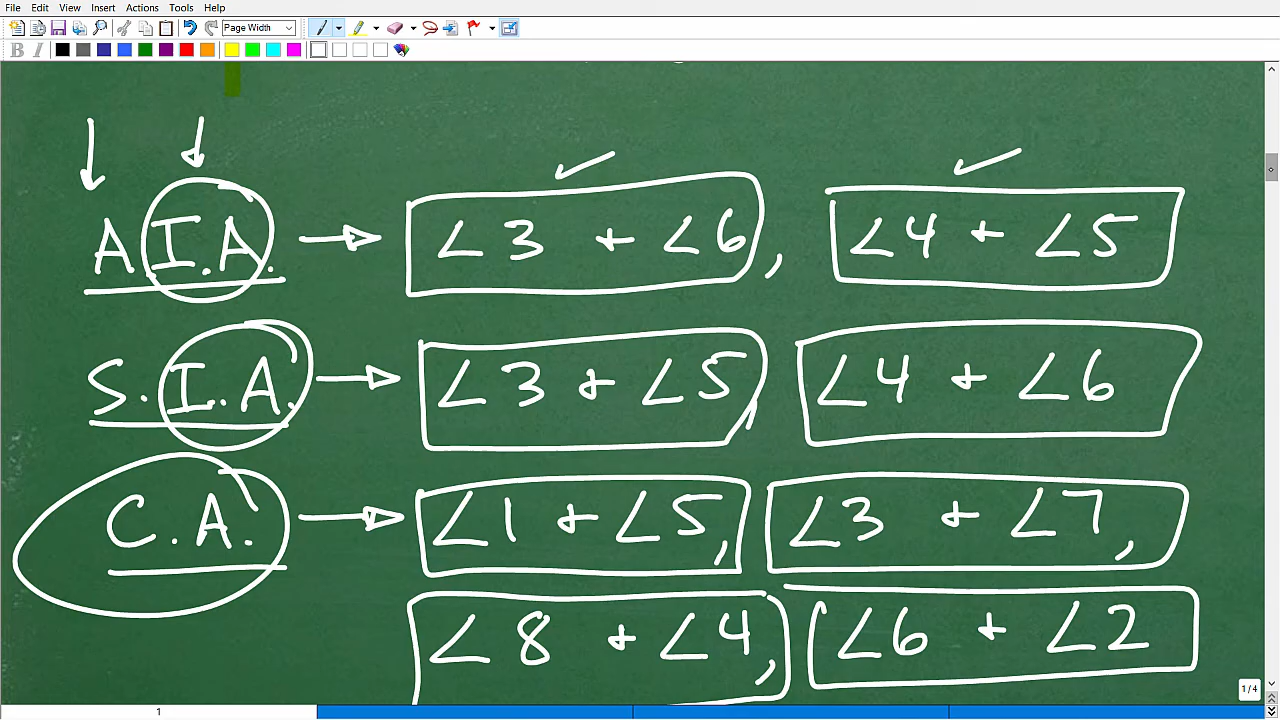 File Edit View Insert Actions Tools Help
Page Width
B I
A I.A. → ∠3 + ∠6, ∠4 + ∠5
S.I.A. → ∠3 + ∠5, ∠4 + ∠6
C.A. → ∠1 + ∠5, ∠3 + ∠7,
∠8 + ∠4, ∠6 + ∠2
1/4
1